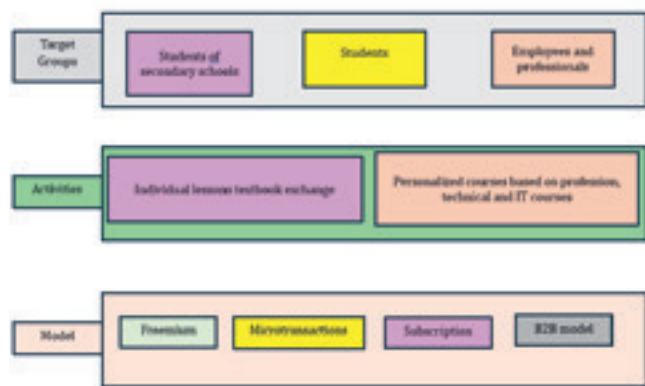 Target
Groups
Students of
secondary schools
Students
Employees and
professionals
Activities
Individual lessons textbook exchange
Personalized courses based on profession,
technical and IT courses
Model
Freemium
Microtransactions
Subscription
B2B model